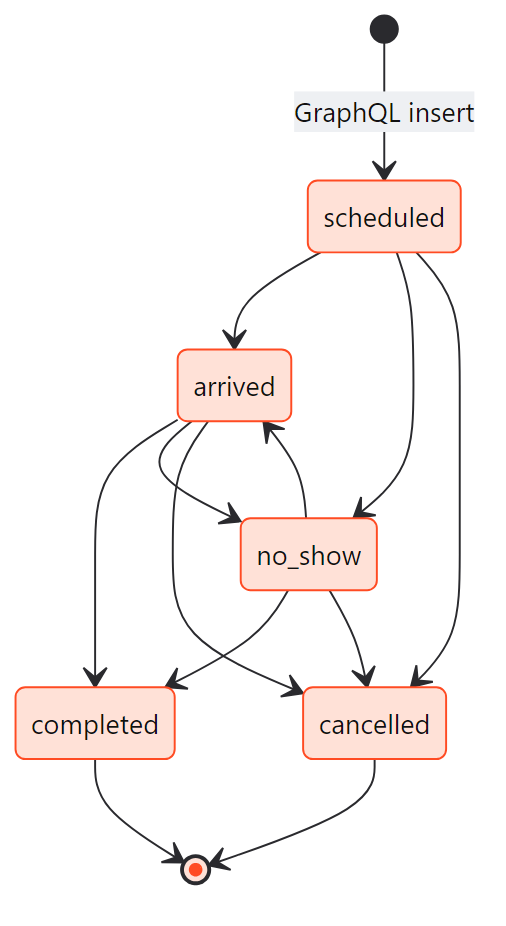 GraphQL insert
scheduled
arrived
no_show
completed
cancelled